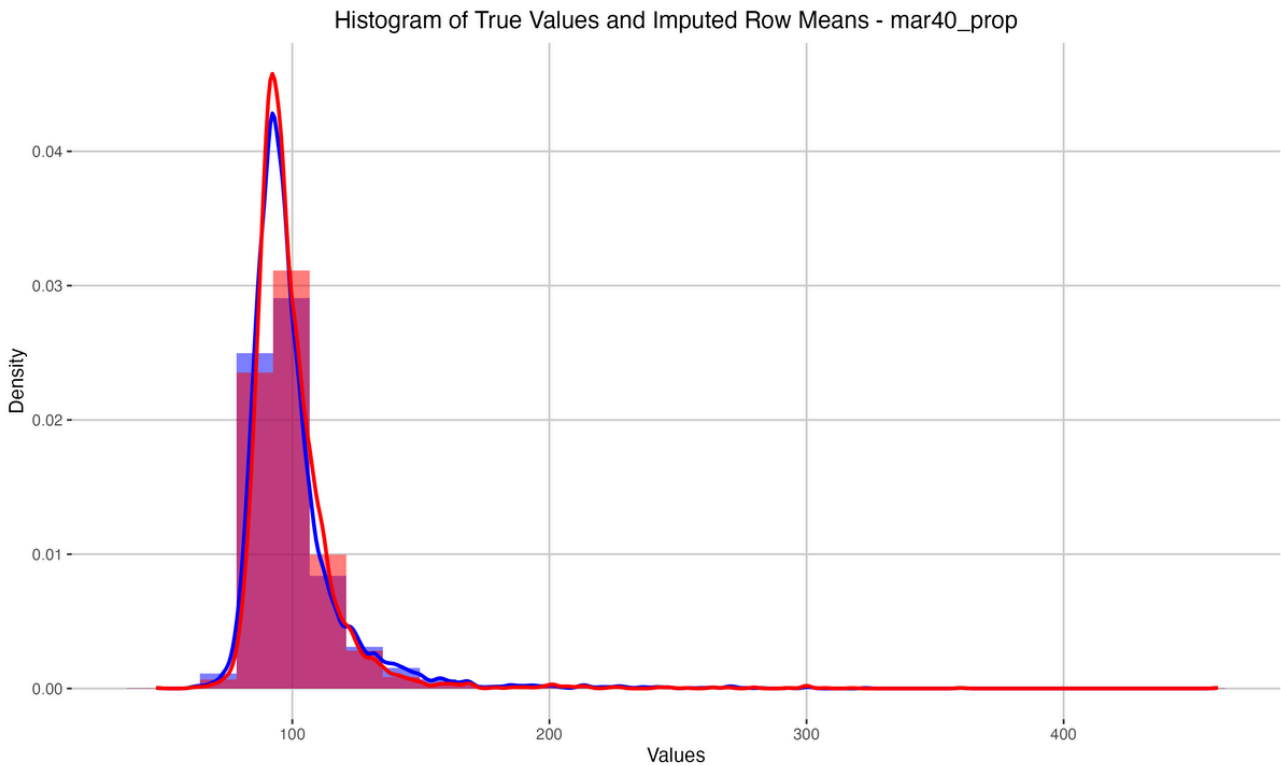 Histogram of True Values and Imputed Row Means - mar40_prop
Density
0.04
0.03
0.02
0.01
0.00
100 200 300 400
Values